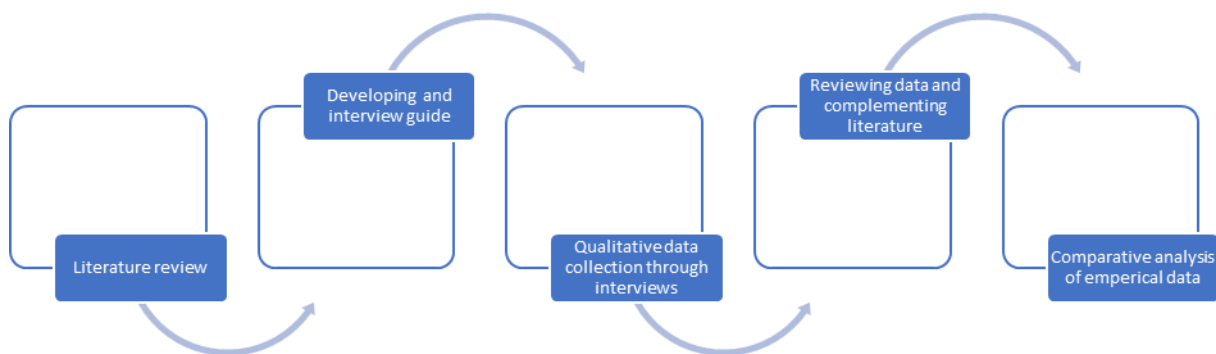 Literature review
Developing and
interview guide
Qualitative data
collection through
interviews
Reviewing data and
complementing
literature
Comparative analysis
of emperical data